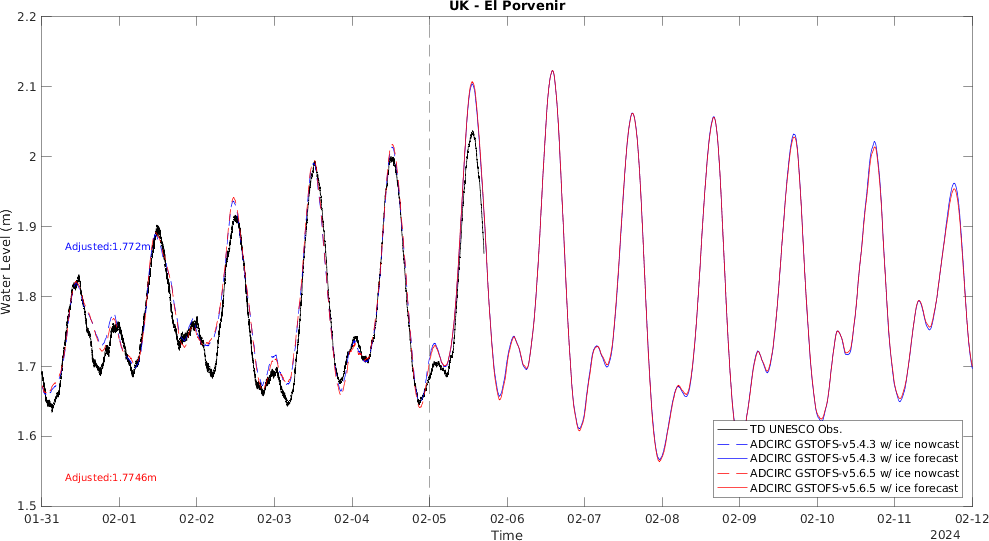 UK - El Porvenir
2.2
2.1
2
1.9
1.8
1.7
1.6
1.5
Water Level (m)
Adjusted:1.772m
Adjusted:1.7746m
TD UNESCO Obs.
ADCIRC GSTOFS-v5.4.3 w/ ice nowcast
ADCIRC GSTOFS-v5.4.3 w/ ice forecast
ADCIRC GSTOFS-v5.6.5 w/ ice nowcast
ADCIRC GSTOFS-v5.6.5 w/ ice forecast
01-31 02-01 02-02 02-03 02-04 02-05 02-06 02-07 02-08 02-09 02-10 02-11 02-12
Time
2024